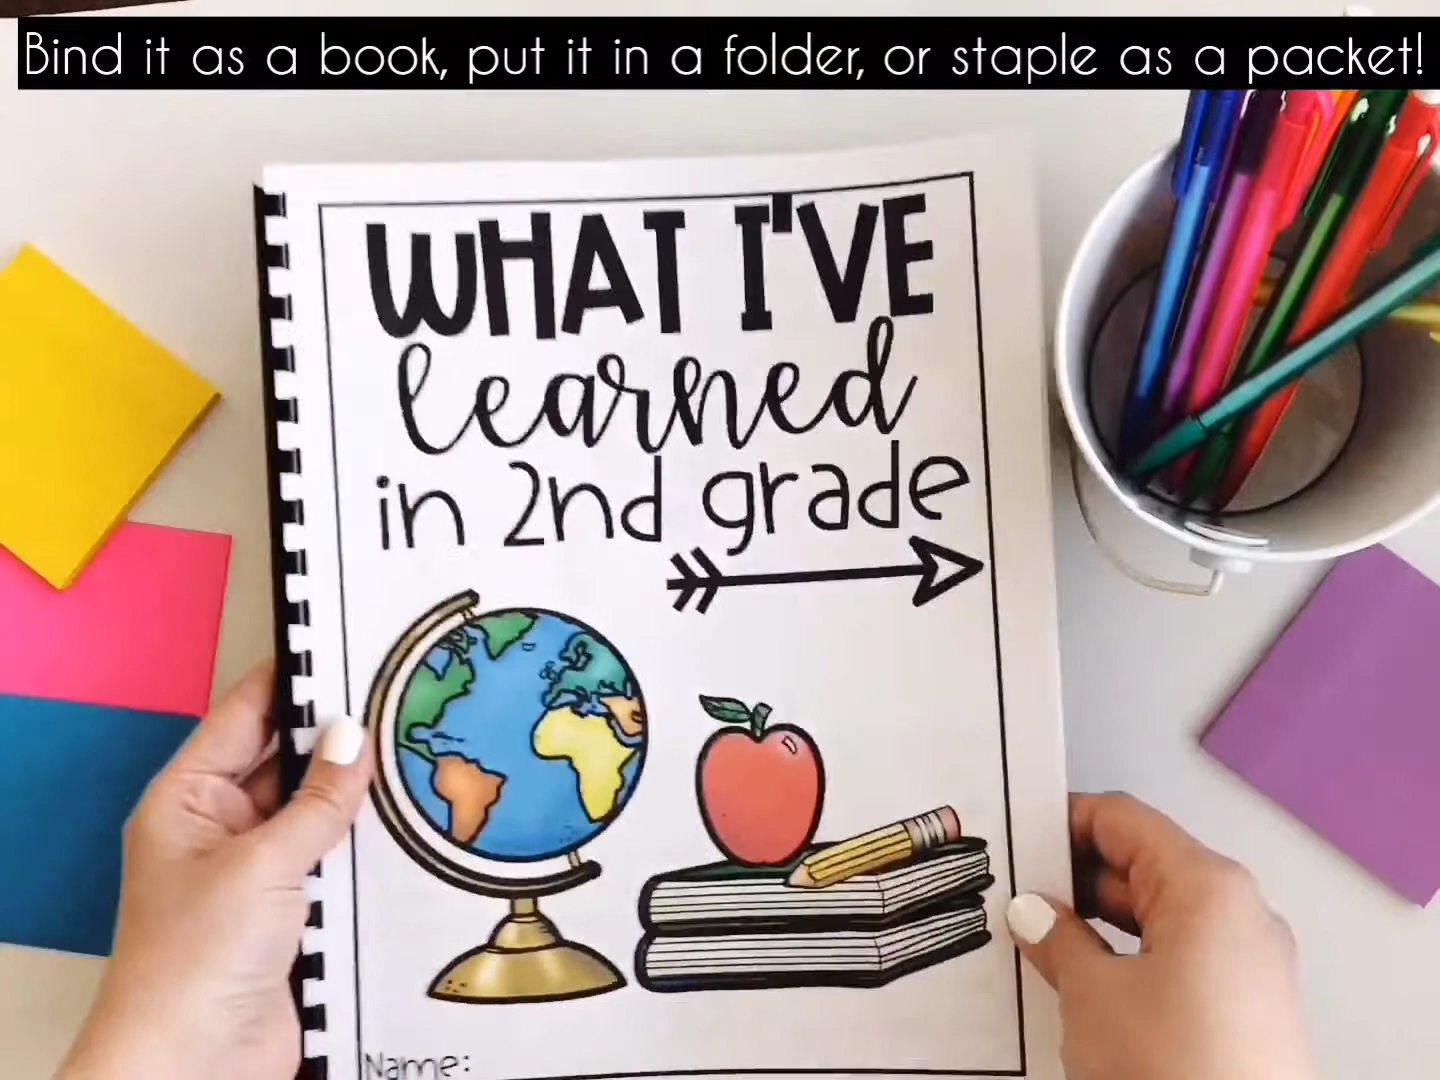 Bind it as a book, put it in a folder, or staple as a packet!
WHAT I'VE
learned
in 2nd grade
Name: